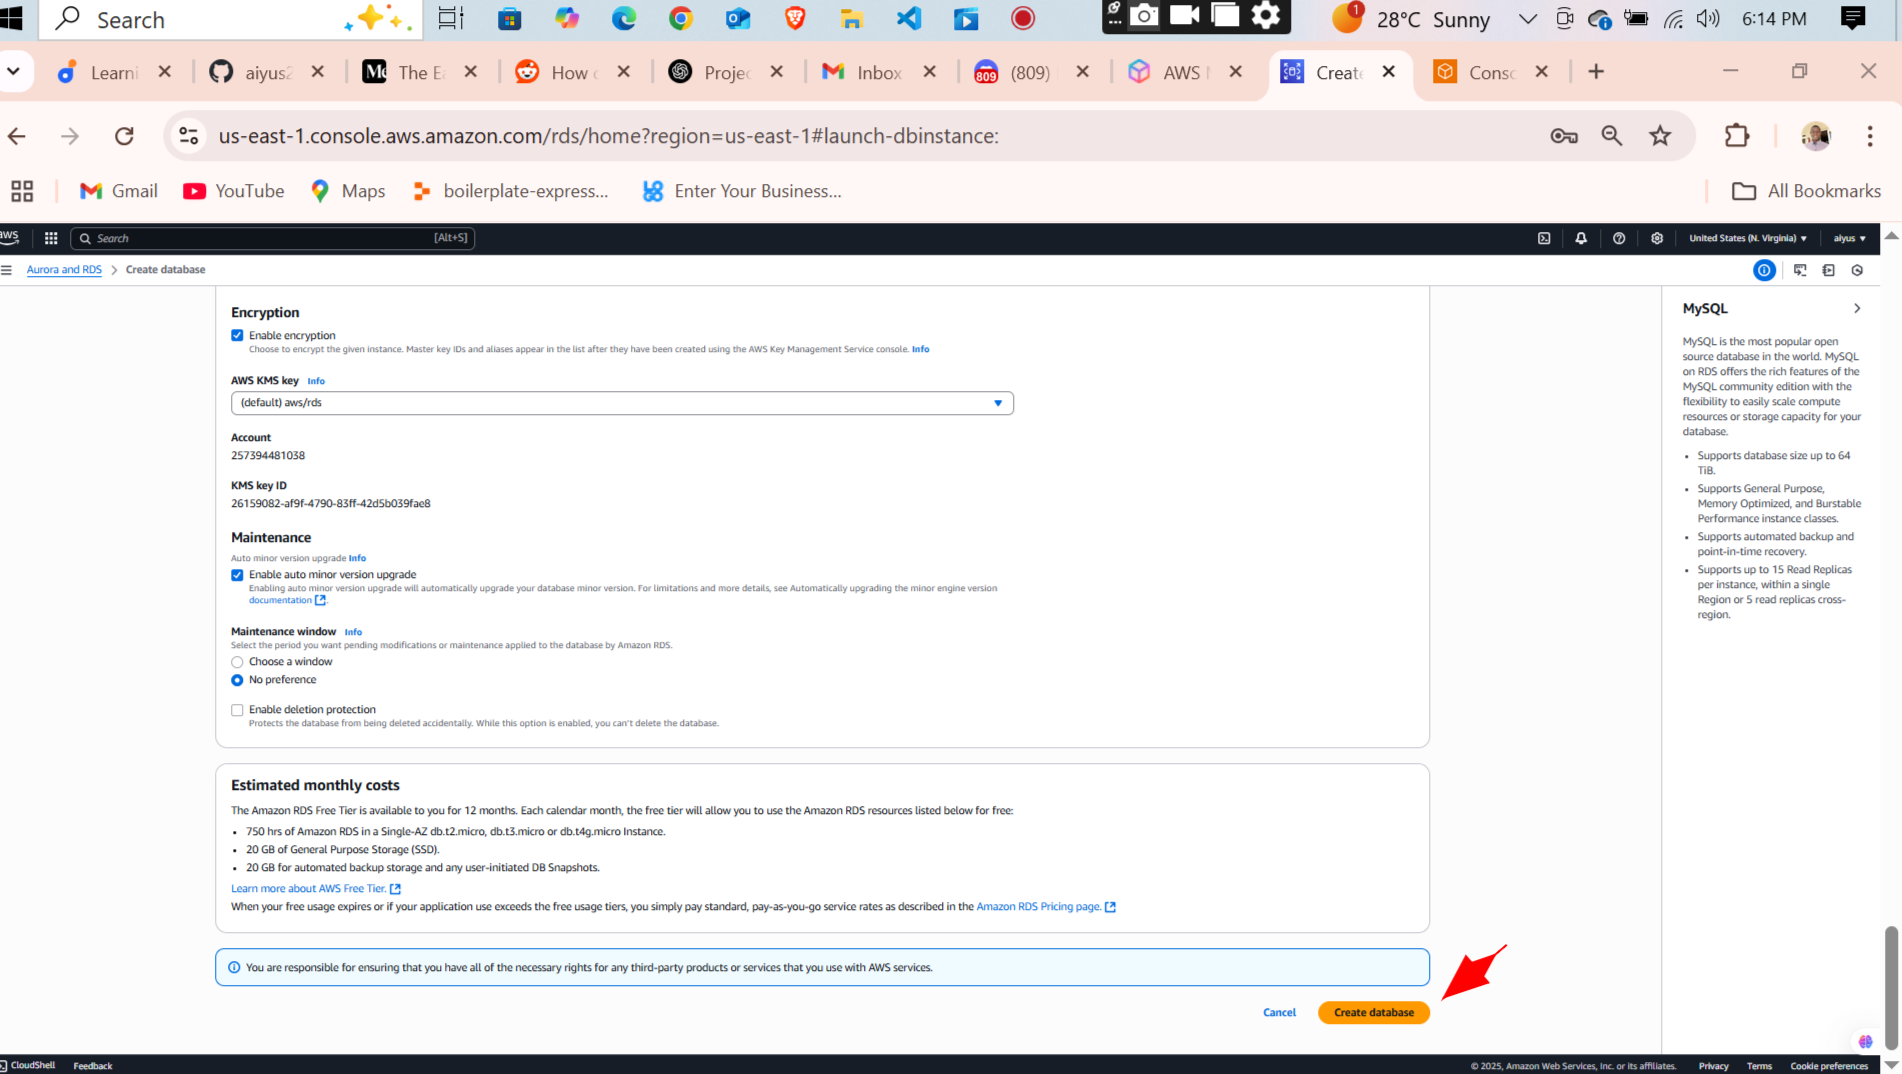 Search
28°C Sunny
1
6:14 PM
Learni
aiyus2
The Ea
How
Projec
Inbox
809
(809)
AWS
Create
Conso
us-east-1.console.aws.amazon.com/rds/home?region=us-east-1#launch-dbinstance:
Gmail
YouTube
Maps
boilerplate-express...
Enter Your Business...
All Bookmarks
aws
Search
[Alt+S]
United States (N. Virginia)
aiyus
Aurora and RDS > Create database
Encryption
Enable encryption
Choose to encrypt the given instance. Master key IDs and aliases appear in the list after they have been created using the AWS Key Management Service console. Info
AWS KMS key Info
(default) aws/rds
Account
257394481038
KMS key ID
26159082-af9f-4790-83ff-42d5b039fae8
Maintenance
Auto minor version upgrade Info
Enable auto minor version upgrade
Enabling auto minor version upgrade will automatically upgrade your database minor version. For limitations and more details, see Automatically upgrading the minor engine version
documentation.
Maintenance window Info
Select the period you want pending modifications or maintenance applied to the database by Amazon RDS.
Choose a window
No preference
Enable deletion protection
Protects the database from being deleted accidentally. While this option is enabled, you can't delete the database.
Estimated monthly costs
The Amazon RDS Free Tier is available to you for 12 months. Each calendar month, the free tier will allow you to use the Amazon RDS resources listed below for free:
• 750 hrs of Amazon RDS in a Single-AZ db.t2.micro, db.t3.micro or db.t4g.micro Instance.
• 20 GB of General Purpose Storage (SSD).
• 20 GB for automated backup storage and any user-initiated DB Snapshots.
Learn more about AWS Free Tier.
When your free usage expires or if your application use exceeds the free usage tiers, you simply pay standard, pay-as-you-go service rates as described in the Amazon RDS Pricing page.
You are responsible for ensuring that you have all of the necessary rights for any third-party products or services that you use with AWS services.
Cancel
Create database
MySQL
MySQL is the most popular open
source database in the world. MySQL
on RDS offers the rich features of the
MySQL community edition with the
flexibility to easily scale compute
resources or storage capacity for your
database.
• Supports database size up to 64
TiB.
• Supports General Purpose,
Memory Optimized, and Burstable
Performance instance classes.
• Supports automated backup and
point-in-time recovery.
• Supports up to 15 Read Replicas
per instance, within a single
Region or 5 read replicas cross-
region.
CloudShell
Feedback
© 2025, Amazon Web Services, Inc. or its affiliates.
Privacy
Terms
Cookie preferences